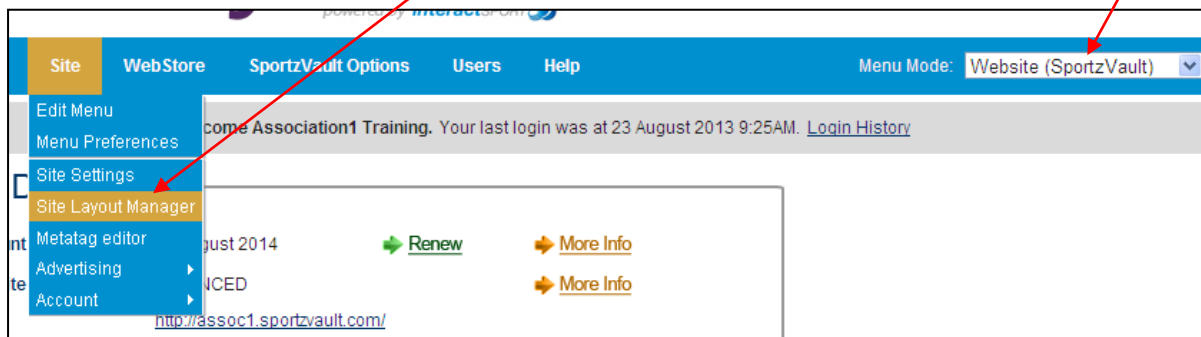 powered by interactSPORT
Site WebStore SportzVault Options Users Help Menu Mode: Website (SportzVault)
Edit Menu
come Association1 Training. Your last login was at 23 August 2013 9:25AM. Login History
Menu Preferences
Site Settings
D
Site Layout Manager
nt Metatag editor gust 2014 Renew More Info
Advertising
te NCED More Info
Account
http://assoc1.sportzvault.com/